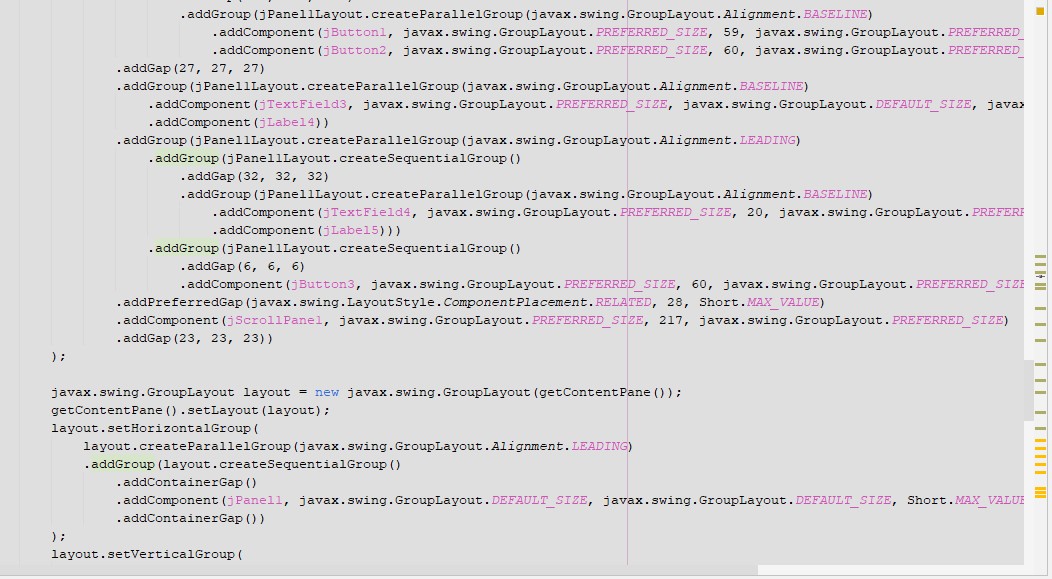 .addGroup(jPanel1Layout.createParallelGroup(javax.swing.GroupLayout.Alignment.BASELINE)
.addComponent(jButton1, javax.swing.GroupLayout.PREFERRED_SIZE, 59, javax.swing.GroupLayout.PREFERRED_
.addComponent(jButton2, javax.swing.GroupLayout.PREFERRED_SIZE, 60, javax.swing.GroupLayout.PREFERRED_
.addGap(27, 27, 27)
.addGroup(jPanel1Layout.createParallelGroup(javax.swing.GroupLayout.Alignment.BASELINE)
.addComponent(jTextField3, javax.swing.GroupLayout.PREFERRED_SIZE, javax.swing.GroupLayout.DEFAULT_SIZE, javax
.addComponent(jLabel4))
.addGroup(jPanel1Layout.createParallelGroup(javax.swing.GroupLayout.Alignment.LEADING)
.addGroup(jPanel1Layout.createSequentialGroup()
.addGap(32, 32, 32)
.addGroup(jPanel1Layout.createParallelGroup(javax.swing.GroupLayout.Alignment.BASELINE)
.addComponent(jTextField4, javax.swing.GroupLayout.PREFERRED_SIZE, 20, javax.swing.GroupLayout.PREFERR
.addComponent(jLabel5)))
.addGroup(jPanel1Layout.createSequentialGroup()
.addGap(6, 6, 6)
.addComponent(jButton3, javax.swing.GroupLayout.PREFERRED_SIZE, 60, javax.swing.GroupLayout.PREFERRED_SIZE
.addPreferredGap(javax.swing.LayoutStyle.ComponentPlacement.RELATED, 28, Short.MAX_VALUE)
.addComponent(jScrollPane1, javax.swing.GroupLayout.PREFERRED_SIZE, 217, javax.swing.GroupLayout.PREFERRED_SIZE)
.addGap(23, 23, 23))
);
javax.swing.GroupLayout layout = new javax.swing.GroupLayout(getContentPane());
getContentPane().setLayout(layout);
layout.setHorizontalGroup(
layout.createParallelGroup(javax.swing.GroupLayout.Alignment.LEADING)
.addGroup(layout.createSequentialGroup()
.addContainerGap()
.addComponent(jPanel1, javax.swing.GroupLayout.DEFAULT_SIZE, javax.swing.GroupLayout.DEFAULT_SIZE, Short.MAX_VALUE
.addContainerGap())
);
layout.setVerticalGroup(